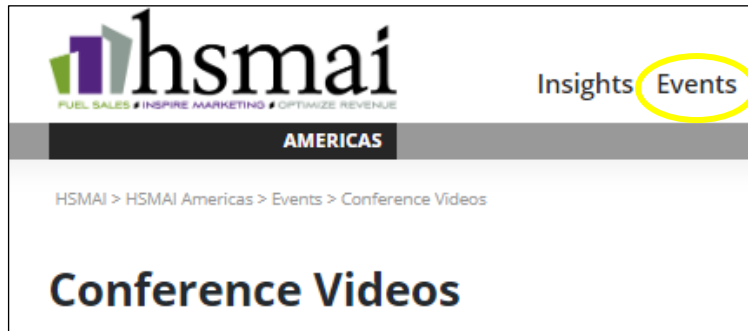 hsmai
FUEL SALES INSPIRE MARKETING OPTIMIZE REVENUE
Insights Events
AMERICAS
HSMAI > HSMAI Americas > Events > Conference Videos
Conference Videos